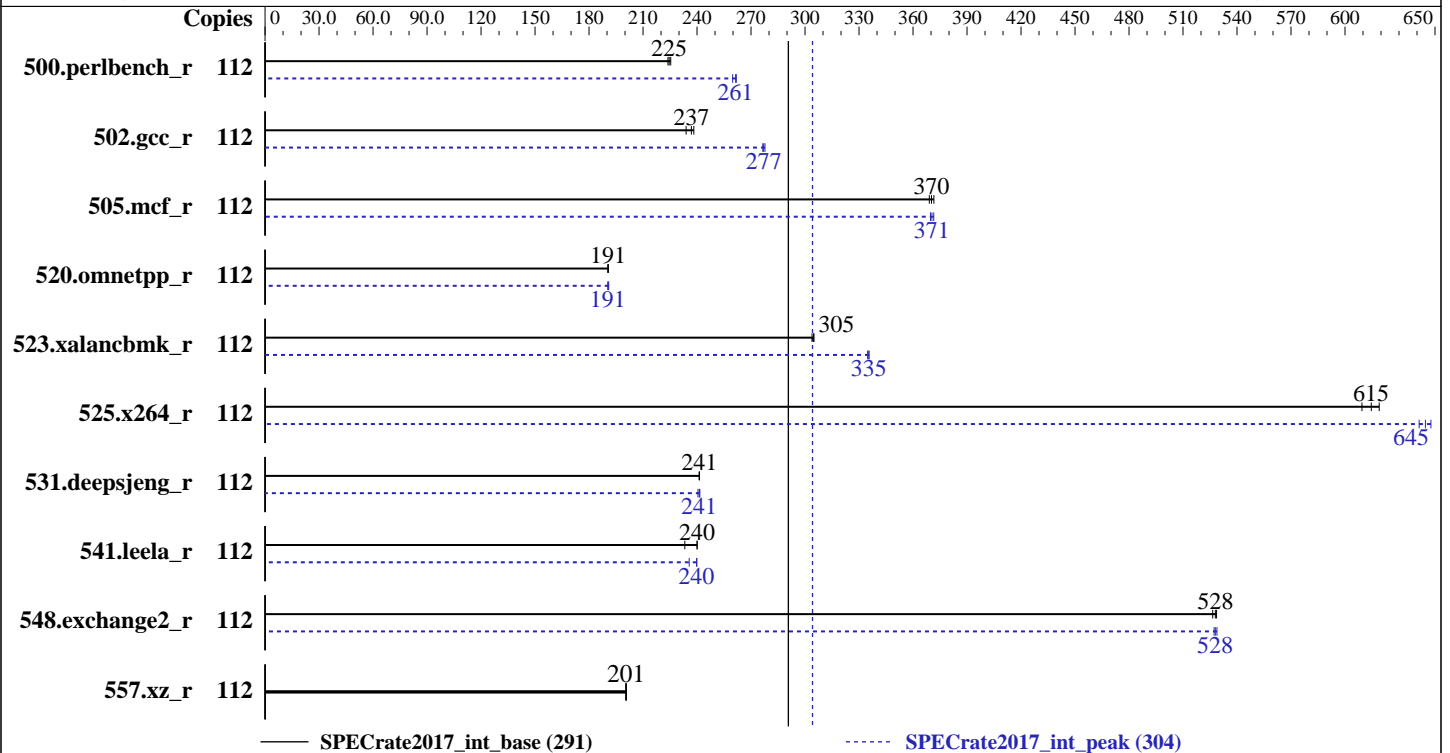 Copies 0 30.0 60.0 90.0 120 150 180 210 240 270 300 330 360 390 420 450 480 510 540 570 600 650
225
500.perlbench_r 112
261
237
502.gcc_r 112
277
370
505.mcf_r 112
371
191
520.omnetpp_r 112
191
305
523.xalancbmk_r 112
335
615
525.x264_r 112
645
241
531.deepsjeng_r 112
241
240
541.leela_r 112
240
528
548.exchange2_r 112
528
201
557.xz_r 112
SPECrate2017_int_base (291) SPECrate2017_int_peak (304)